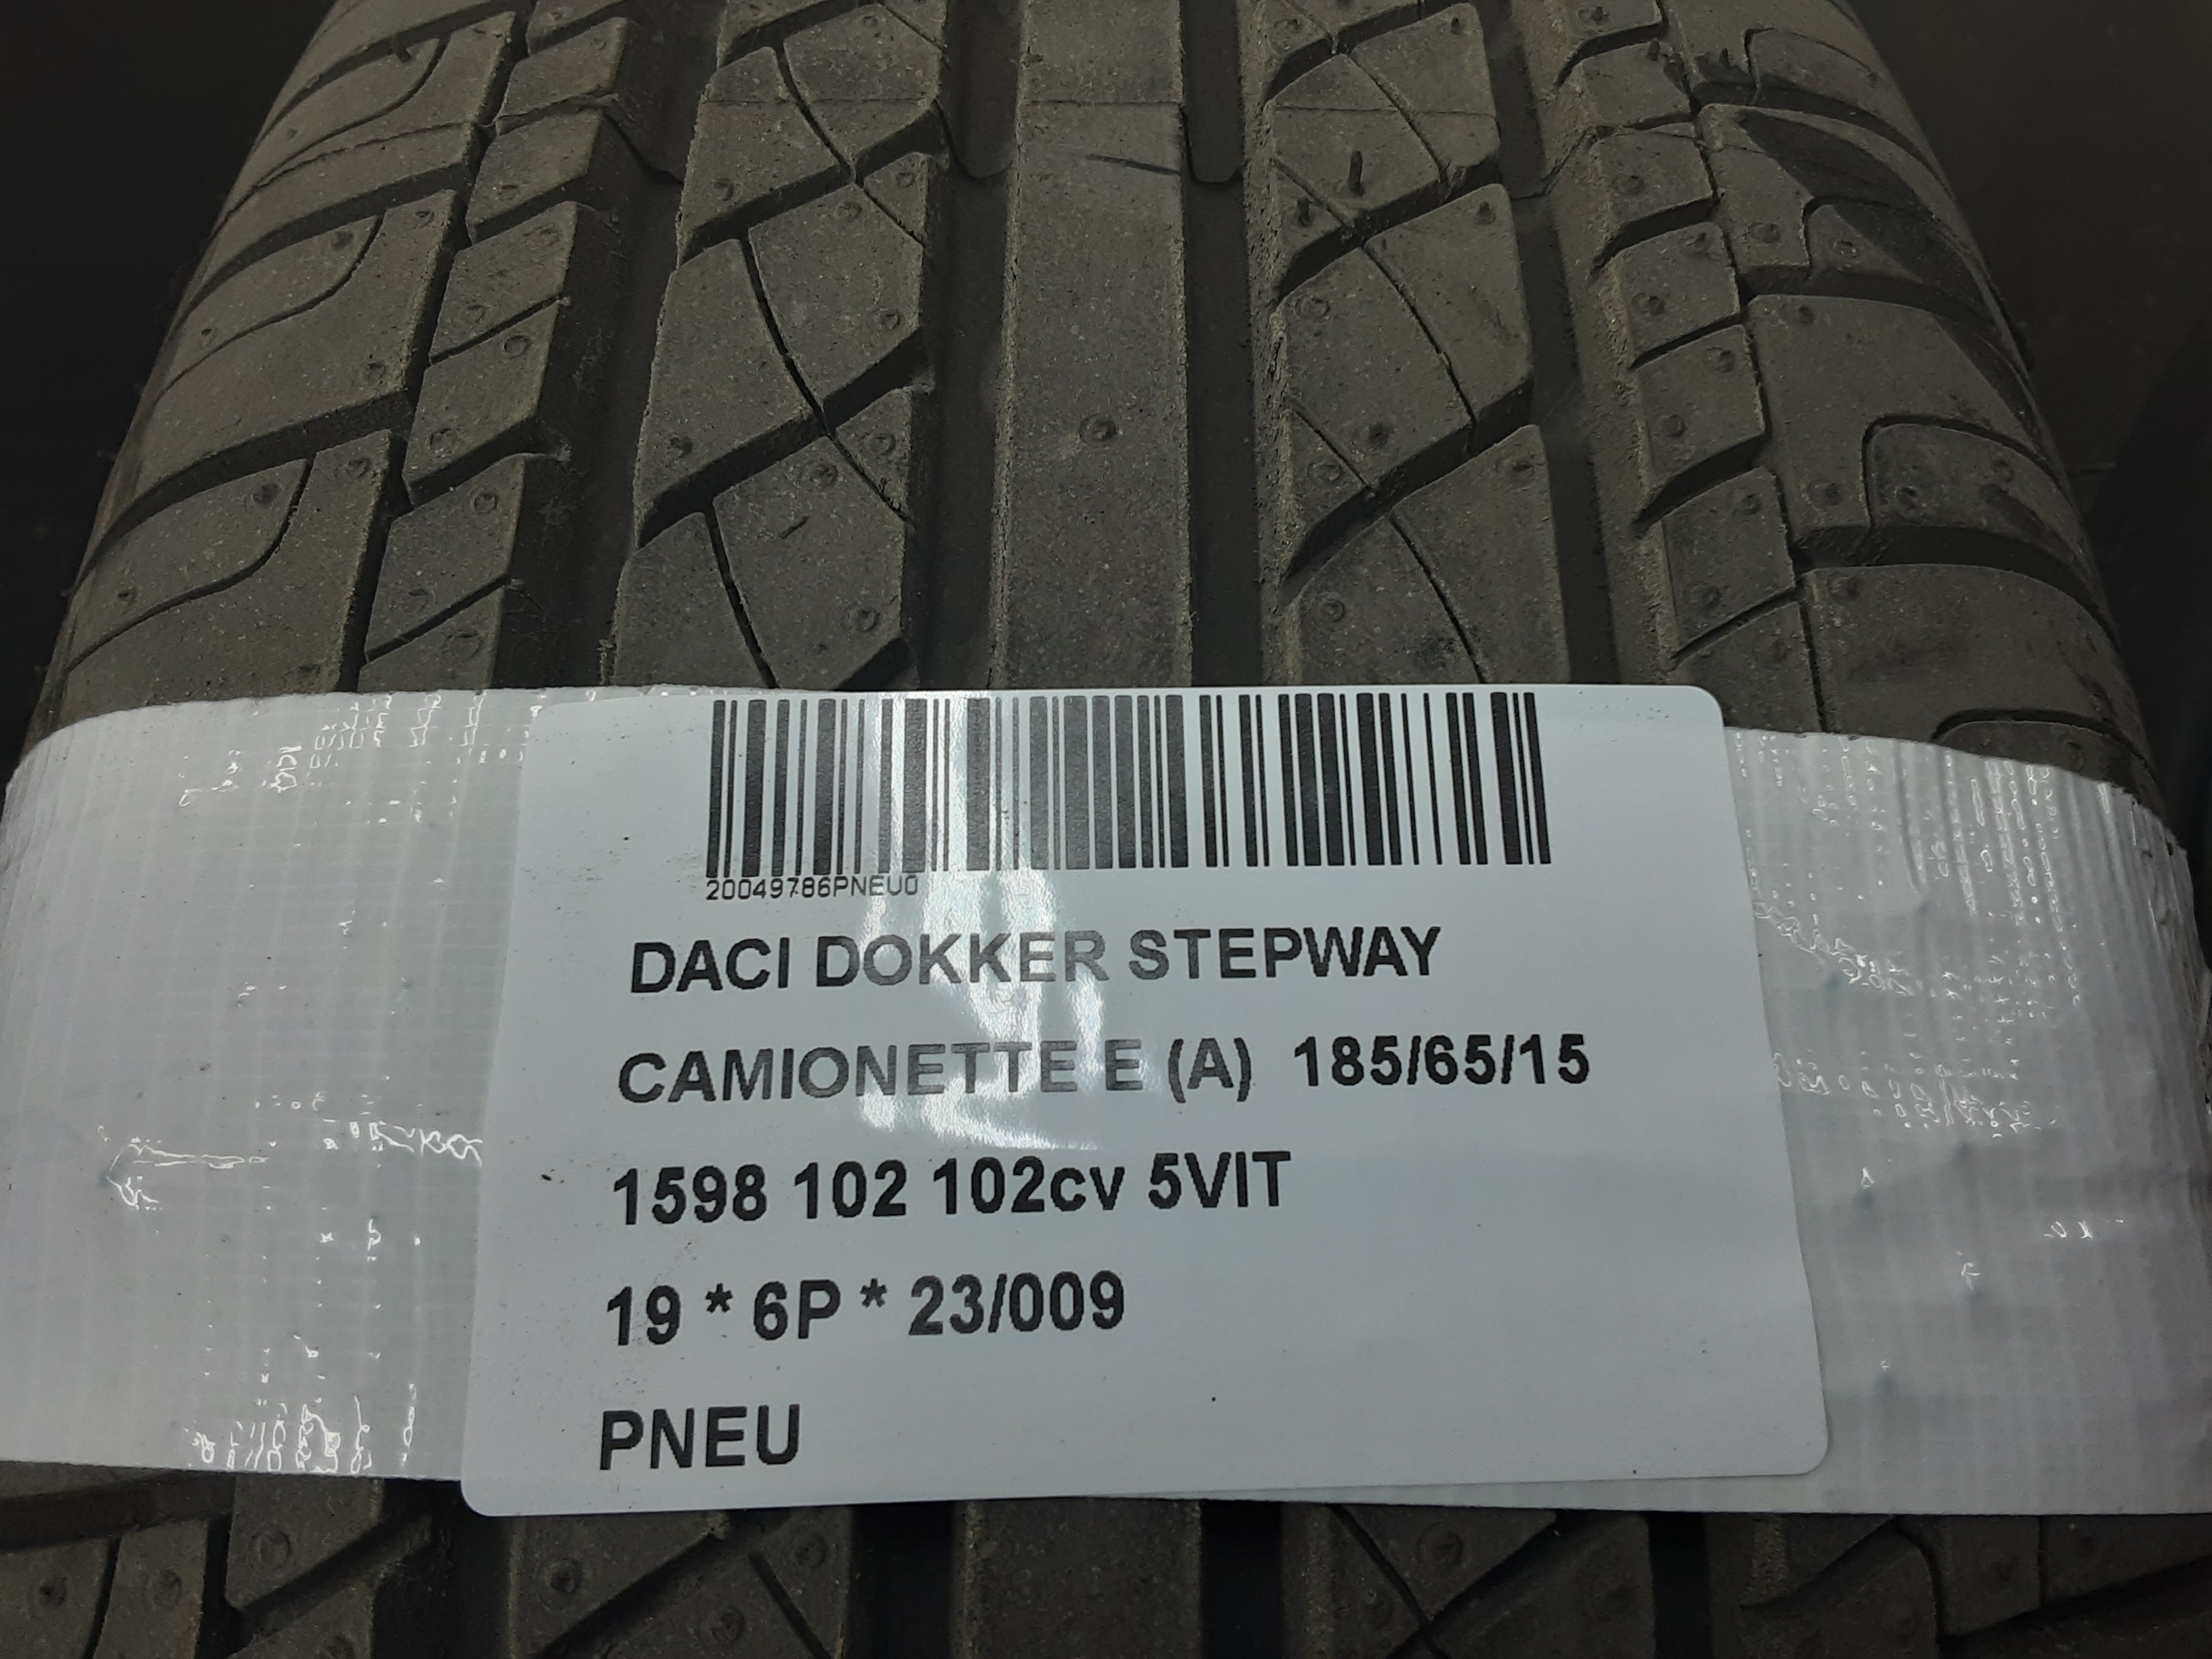 20049786PNEU0
DACI DOKKER STEPWAY
CAMIONETTE E (A) 185/65/15
1598 102 102cv 5VIT
19 * 6P * 23/009
PNEU